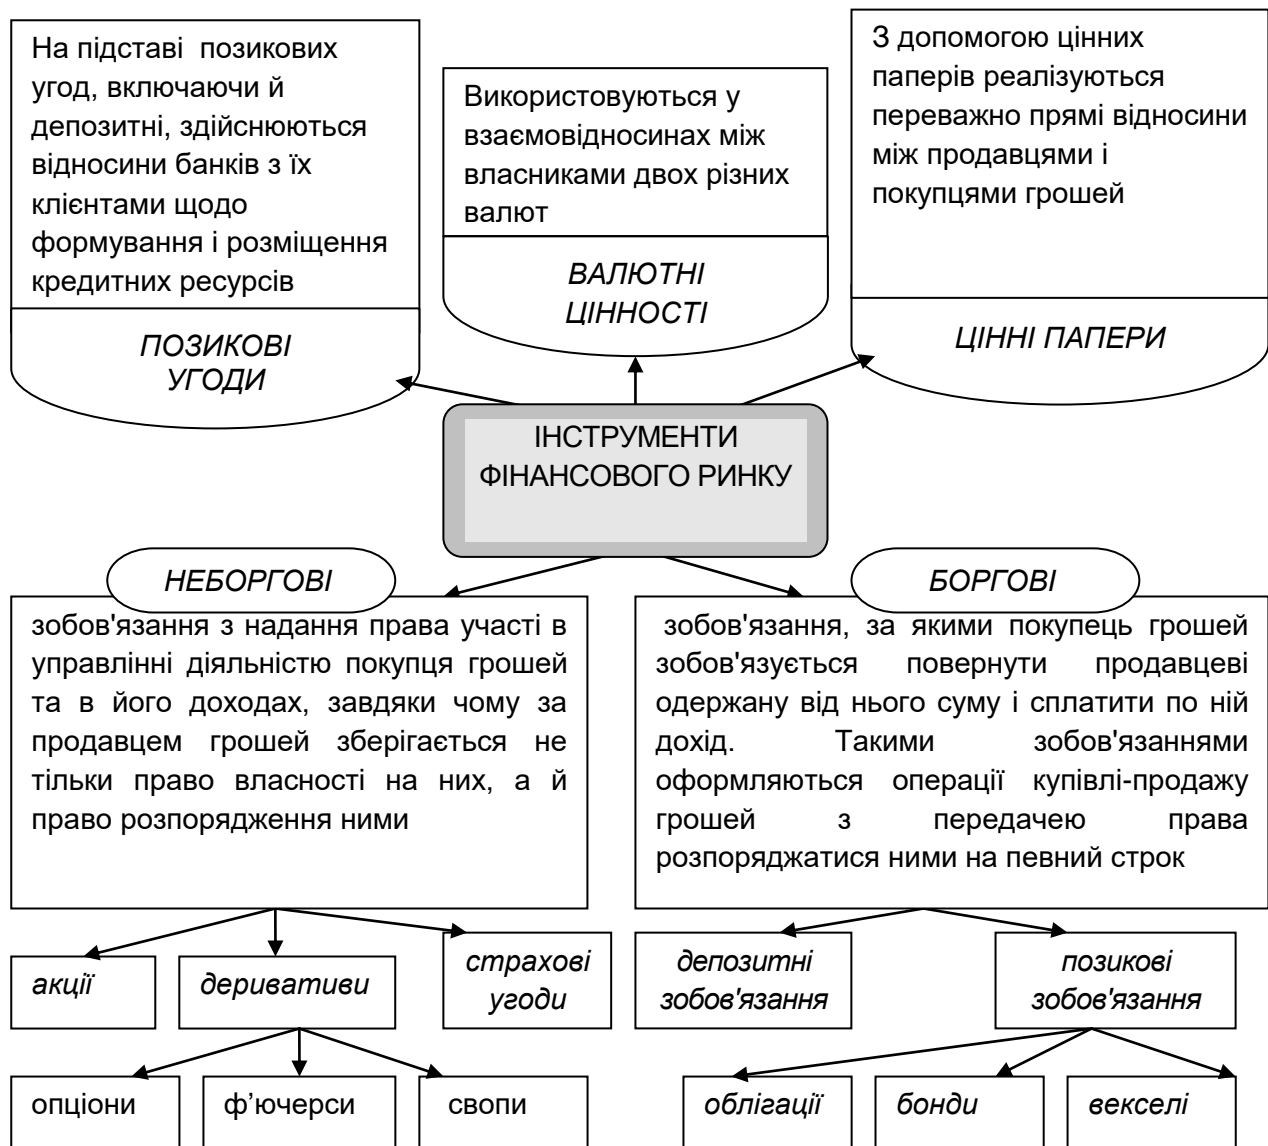 На підставі позикових
угод, включаючи й
депозитні, здійснюються
відносини банків з їх
клієнтами щодо
формування і розміщення
кредитних ресурсів
ПОЗИКОВІ
УГОДИ
Використовуються у
взаємовідносинах між
власниками двох різних
валют
ВАЛЮТНІ
ЦІННОСТІ
З допомогою цінних
паперів реалізуються
переважно прямі відносини
між продавцями і
покупцями грошей
ЦІННІ ПАПЕРИ
ІНСТРУМЕНТИ
ФІНАНСОВОГО РИНКУ
НЕБОРГОВІ
зобов'язання з надання права участі в
управлінні діяльністю покупця грошей
та в його доходах, завдяки чому за
продавцем грошей зберігається не
тільки право власності на них, а й
право розпорядження ними
БОРГОВІ
зобов'язання, за якими покупець грошей
зобов'язується повернути продавцеві
одержану від нього суму і сплатити по ній
дохід. Такими зобов'язаннями
оформляються операції купівлі-продажу
грошей з передачею права
розпоряджатися ними на певний строк
акції
деривативи
страхові
угоди
депозитні
зобов'язання
позикові
зобов'язання
опціони
ф’ючерси
свопи
облігації
бонди
векселі